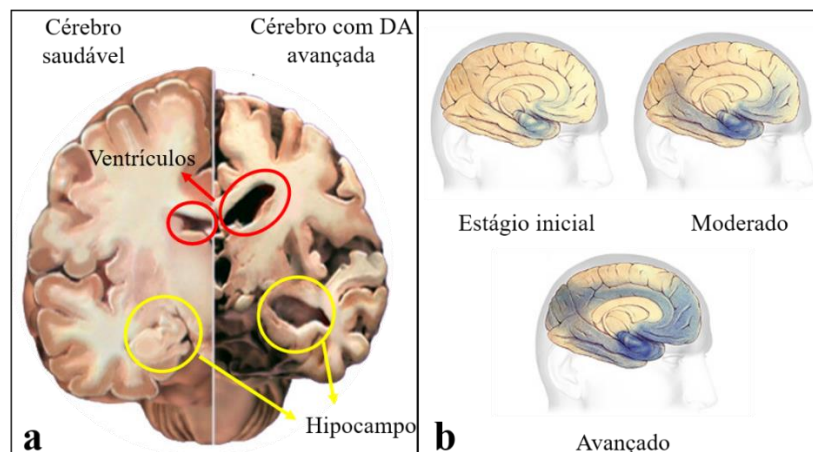 Cérebro
saudável
Cérebro com DA
avançada
Ventrículos
Hipocampo
a
Estágio inicial
Moderado
Avançado
b